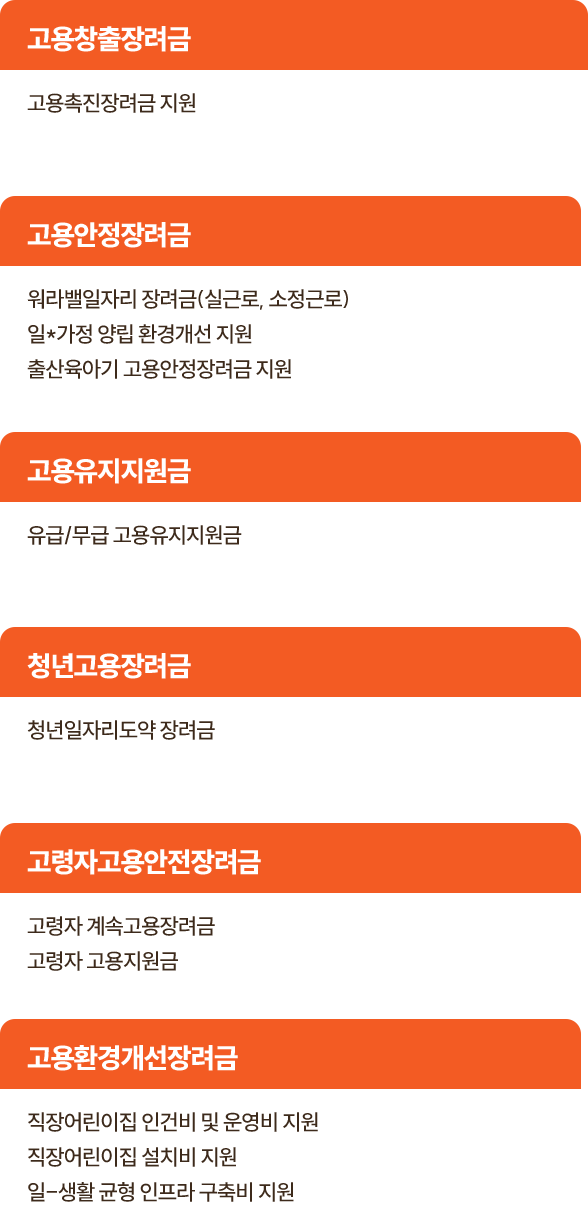 고용창출장려금
고용촉진장려금 지원
고용안정장려금
워라밸일자리 장려금(실근로, 소정근로)
일*가정 양립 환경개선 지원
출산육아기 고용안정장려금 지원
고용유지지원금
유급/무급 고용유지지원금
청년고용장려금
청년일자리도약 장려금
고령자고용안전장려금
고령자 계속고용장려금
고령자 고용지원금
고용환경개선장려금
직장어린이집 인건비 및 운영비 지원
직장어린이집 설치비 지원
일-생활 균형 인프라 구축비 지원